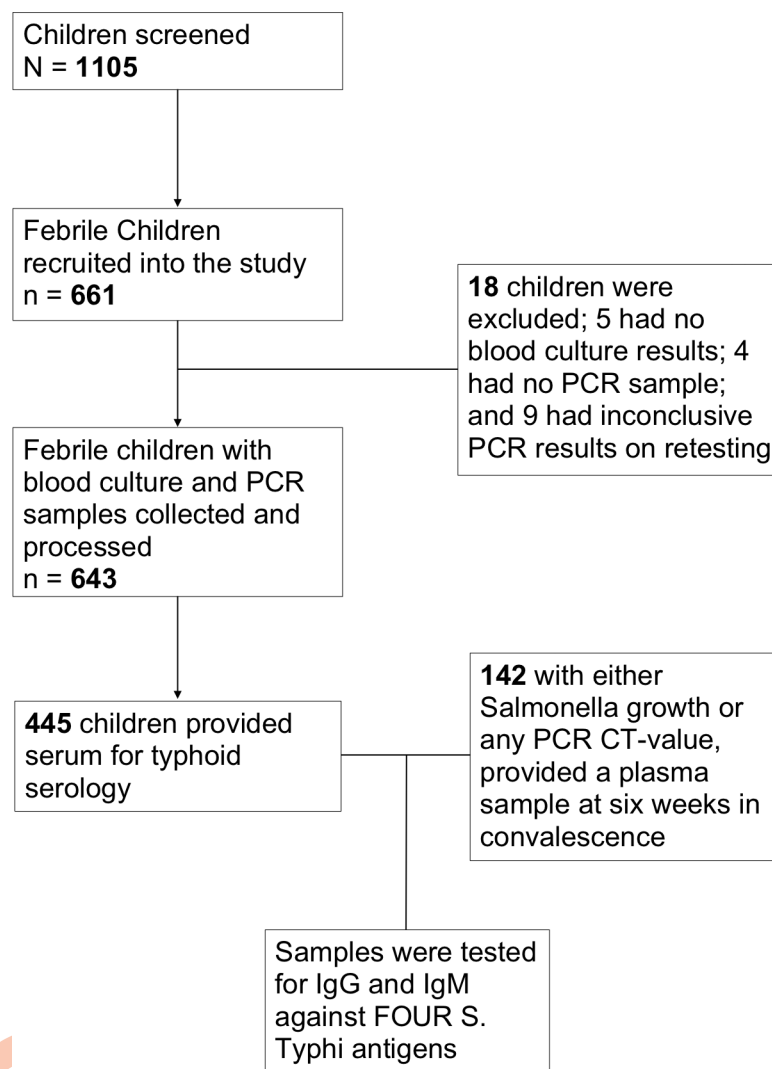 Children screened
N = 1105
Febrile Children
recruited into the study
n = 661
18 children were
excluded; 5 had no
blood culture results; 4
had no PCR sample;
and 9 had inconclusive
PCR results on retesting
Febrile children with
blood culture and PCR
samples collected and
processed
n = 643
445 children provided
serum for typhoid
serology
142 with either
Salmonella growth or
any PCR CT-value,
provided a plasma
sample at six weeks in
convalescence
Samples were tested
for IgG and IgM
against FOUR S.
Typhi antigens